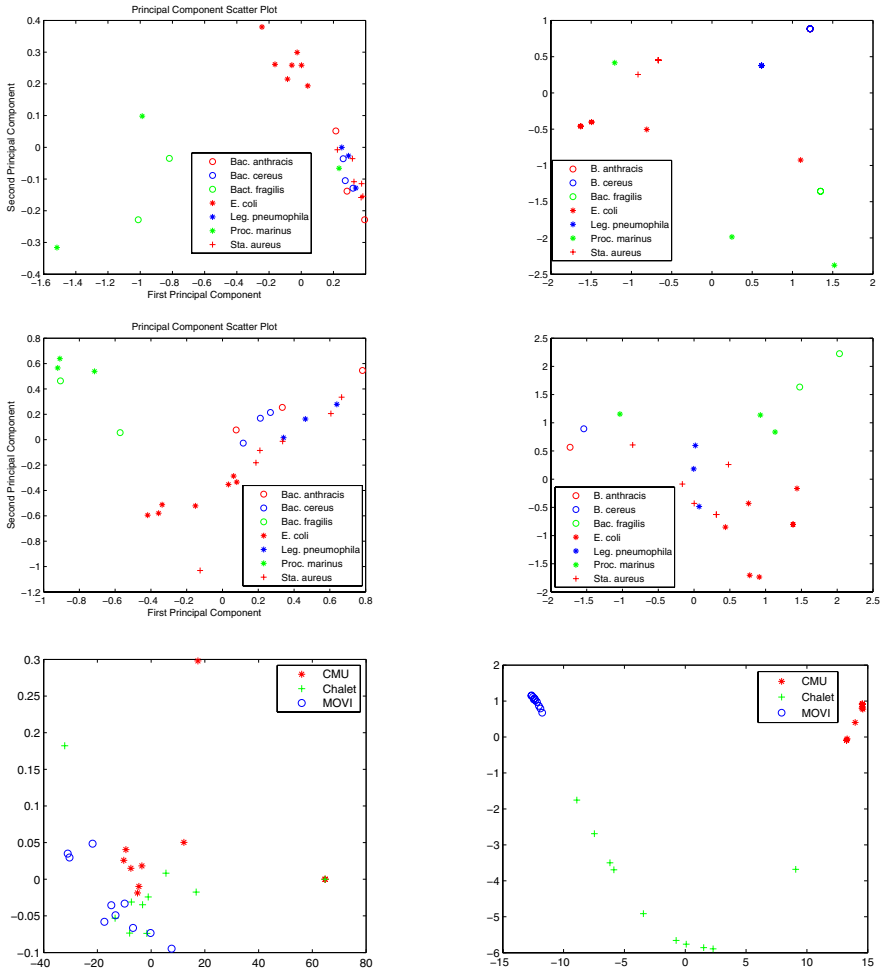 Principal Component Scatter Plot
Second Principal Component
0.4
0.3
0.2
0.1
0
−0.1
−0.2
−0.3
−0.4
−1.6 −1.4 −1.2 −1 −0.8 −0.6 −0.4 −0.2 0 0.2
First Principal Component
Bac. anthracis
Bac. cereus
Bact. fragilis
E. coli
Leg. pneumophila
Proc. marinus
Sta. aureus
1
0.5
0
−0.5
−1
−1.5
−2
−2.5
−2 −1.5 −1 −0.5 0 0.5 1 1.5 2
B. anthracis
B. cereus
Bac. fragilis
E. coli
Leg. pneumophila
Proc. marinus
Sta. aureus
Principal Component Scatter Plot
Second Principal Component
0.8
0.6
0.4
0.2
0
−0.2
−0.4
−0.6
−0.8
−1
−1.2
−1 −0.8 −0.6 −0.4 −0.2 0 0.2 0.4 0.6 0.8
First Principal Component
Bac. anthracis
Bac. cereus
Bac. fragilis
E. coli
Leg. pneumophila
Proc. marinus
Sta. aureus
2.5
2
1.5
1
0.5
0
−0.5
−1
−1.5
−2
−2 −1.5 −1 −0.5 0 0.5 1 1.5 2 2.5
B. anthracis
B. cereus
Bac. fragilis
E. coli
Leg. pneumophila
Proc. marinus
Sta. aureus
0.3
0.25
0.2
0.15
0.1
0.05
0
−0.05
−0.1
−40 −20 0 20 40 60 80
CMU
Chalet
MOVI
2
1
0
−1
−2
−3
−4
−5
−6
−15 −10 −5 0 5 10 15
CMU
Chalet
MOVI